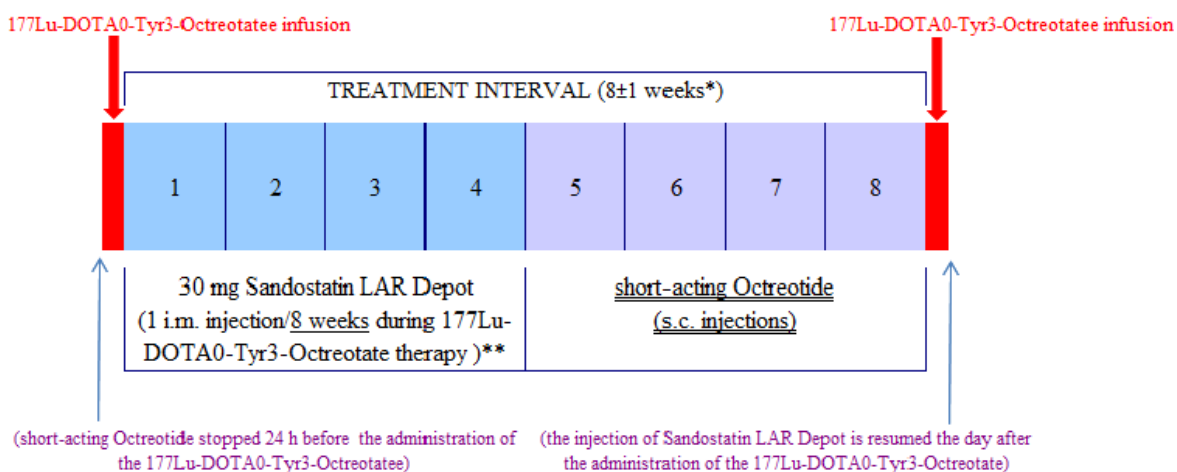 177Lu-DOTA0-Tyr3-Octreotatee infusion
177Lu-DOTA0-Tyr3-Octreotatee infusion
TREATMENT INTERVAL (8±1 weeks*)
1 2 3 4 5 6 7 8
30 mg Sandostatin LAR Depot
(1 i.m. injection/8 weeks during 177Lu-
DOTA0-Tyr3-Octreotate therapy )**
short-acting Octreotide
(s.c. injections)
(short-acting Octreotide stopped 24 h before the administration of
the 177Lu-DOTA0-Tyr3-Octreotatee)
(the injection of Sandostatin LAR Depot is resumed the day after
the administration of the 177Lu-DOTA0-Tyr3-Octreotate)